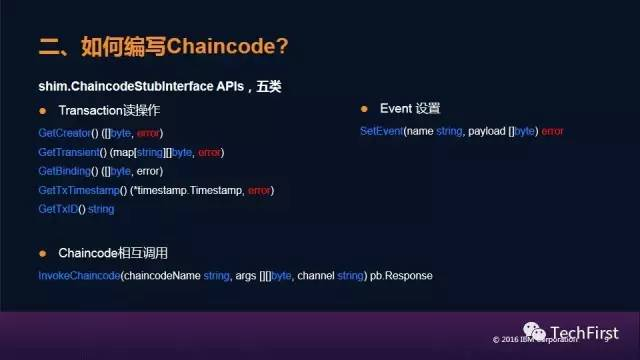 二、如何编写Chaincode?
shim.ChaincodeStubInterface APIs，五类
● Transaction读操作
GetCreator() ([]byte, error)
GetTransient() (map[string][]byte, error)
GetBinding() ([]byte, error)
GetTxTimestamp() (*timestamp.Timestamp, error)
GetTxID() string
● Event 设置
SetEvent(name string, payload []byte) error
● Chaincode相互调用
InvokeChaincode(chaincodeName string, args [][]byte, channel string) pb.Response
© 2016 IBM Corporation
TechFirst